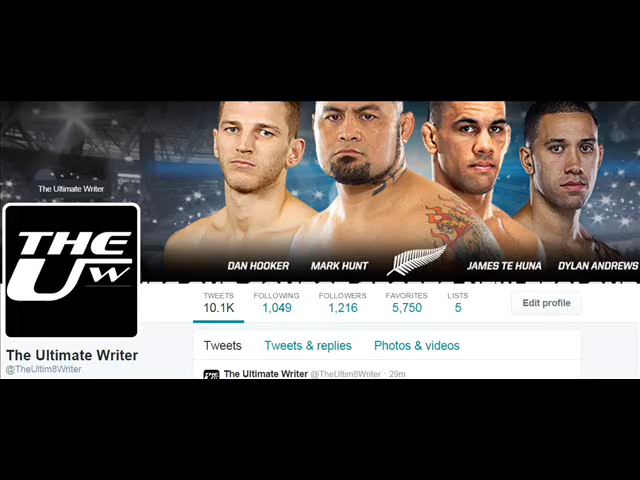 The Ultimate Writer
THE
UW
DAN HOOKER MARK HUNT JAMES TE HUNA DYLAN ANDREWS
TWEETS FOLLOWING FOLLOWERS FAVORITES LISTS
10.1K 1,049 1,216 5,750 5
Edit profile
The Ultimate Writer
@TheUltim8Writer
Tweets Tweets & replies Photos & videos
THE
The Ultimate Writer @TheUltim8Writer · 29m